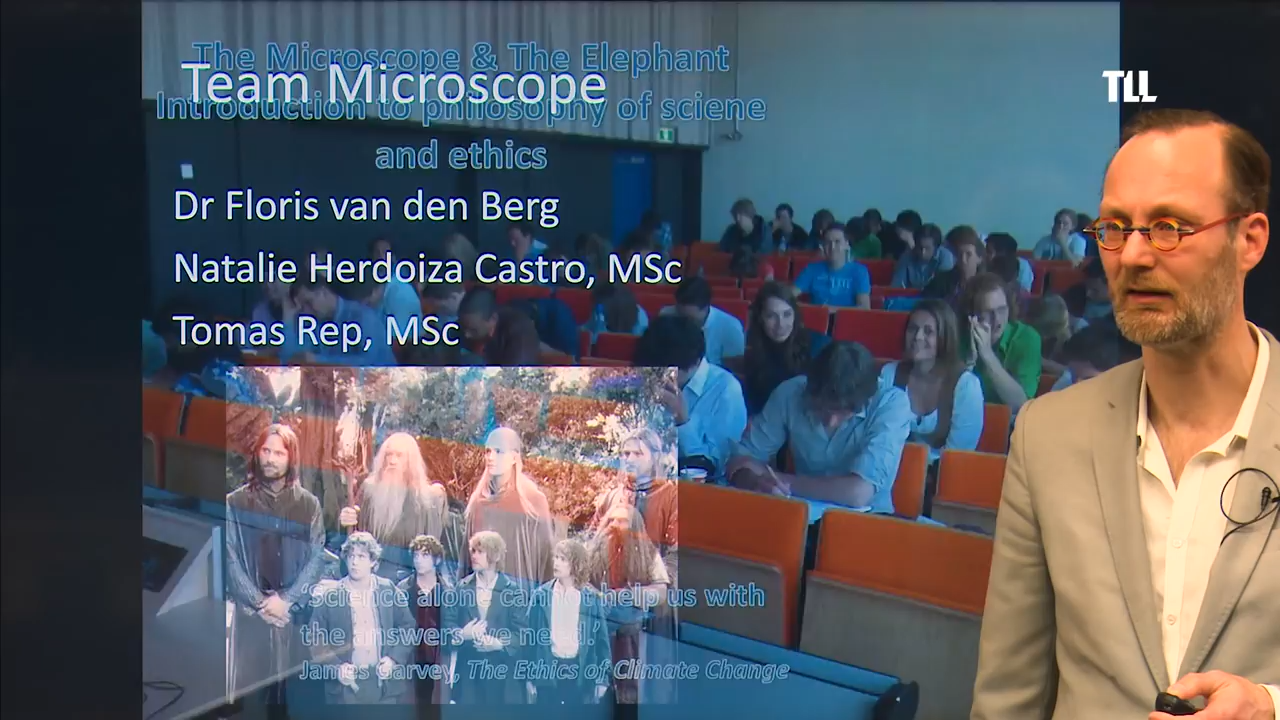 The Microscope & The Elephant
Team Microscope
Introduction to philosophy of sciene
and ethics
Dr Floris van den Berg
Natalie Herdoiza Castro, MSc
Tomas Rep, MSc
'Science alone cannot help us with
the answers we need.'
James Garvey, The Ethics of Climate Change
TLL